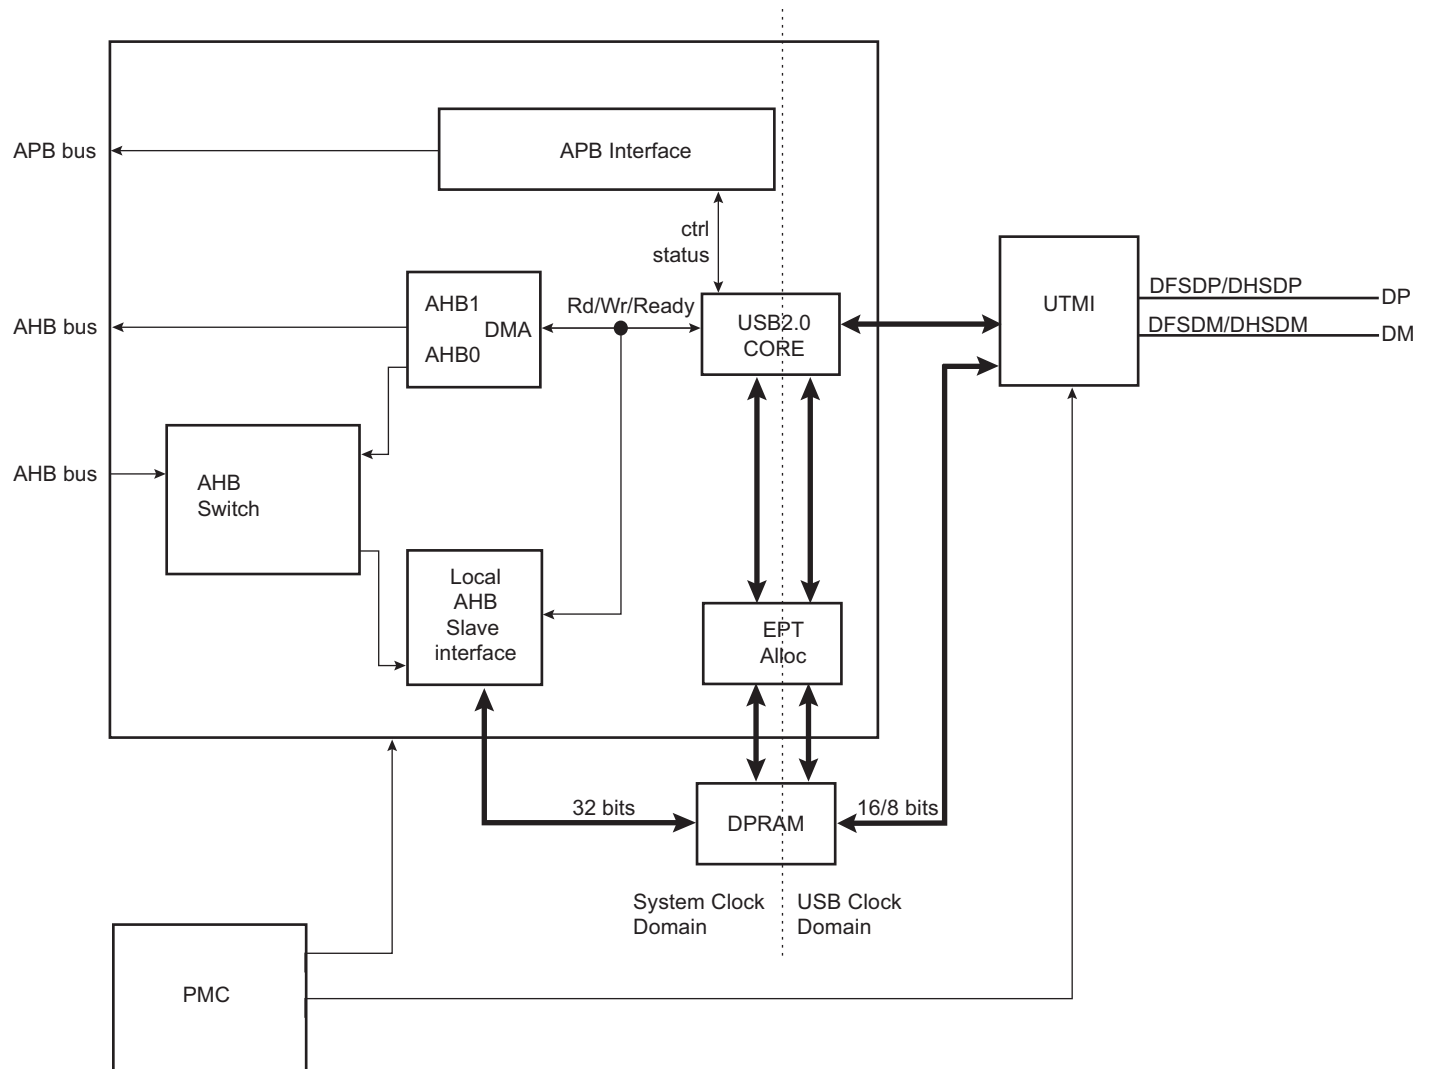 APB bus
APB Interface
ctrl
status
AHB bus
AHB1
DMA
AHB0
Rd/Wr/Ready
USB2.0
CORE
UTMI
DFSDP/DHSDP
DP
DFSDM/DHSDM
DM
AHB bus
AHB
Switch
Local
AHB
Slave
interface
EPT
Alloc
32 bits
DPRAM
16/8 bits
System Clock
Domain
USB Clock
Domain
PMC